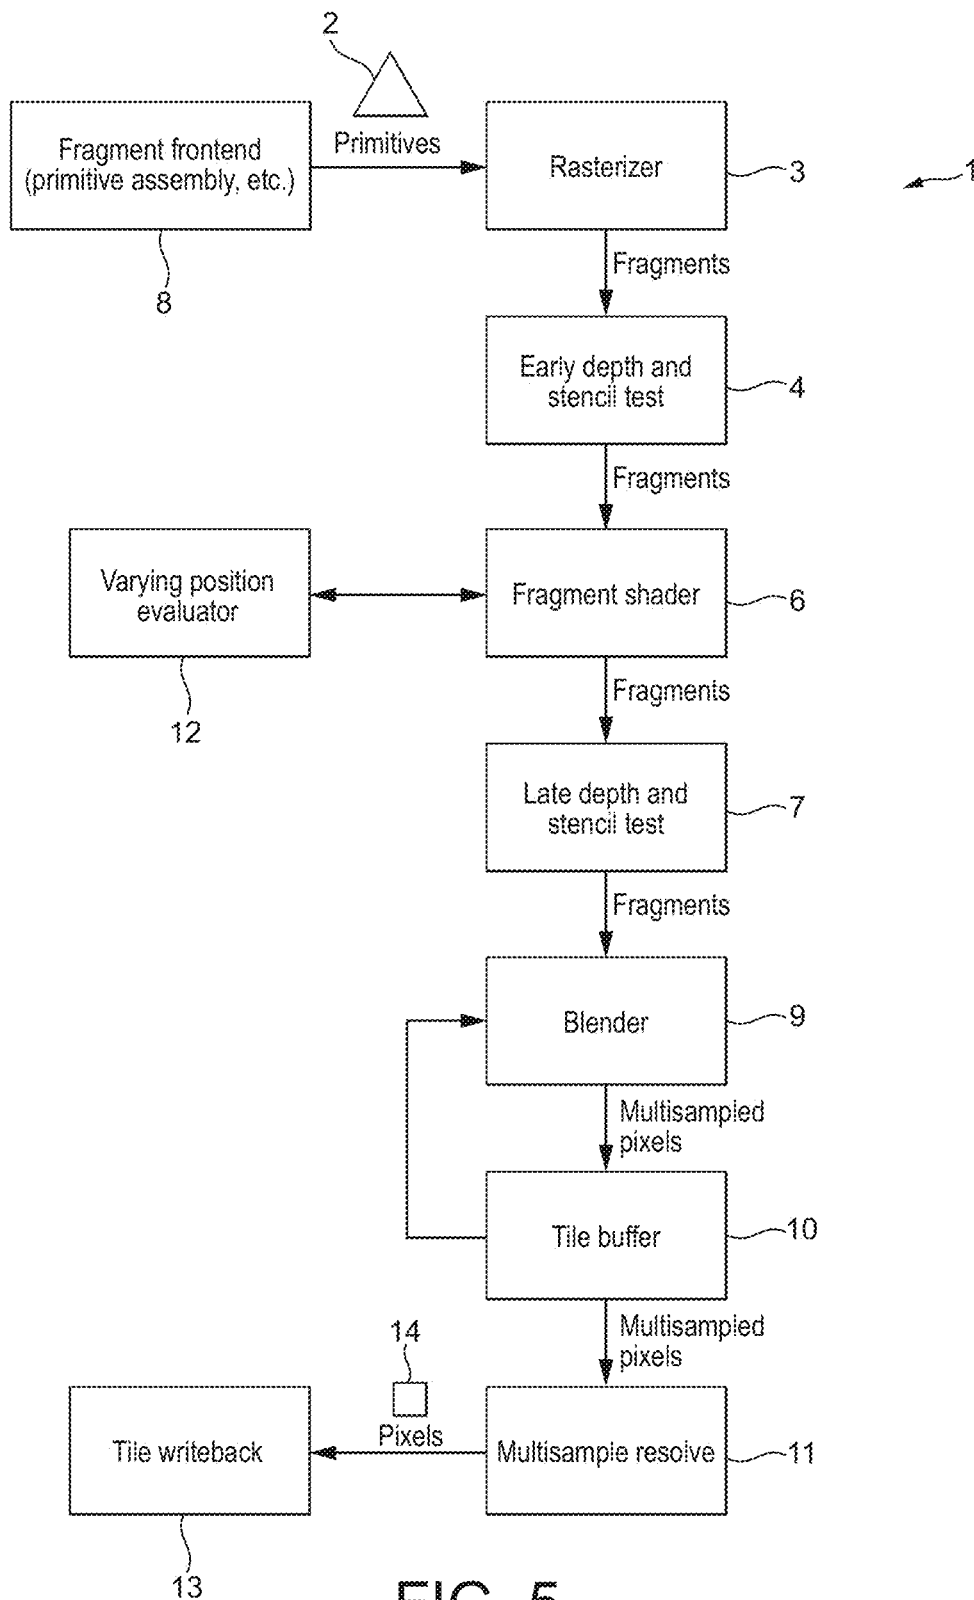 2
Primitives
Fragment frontend
(primitive assembly, etc.)
8
Rasterizer
3
1
Fragments
Early depth and
stencil test
4
Fragments
Varying position
evaluator
12
Fragment shader
6
Fragments
Late depth and
stencil test
7
Fragments
Blender
9
Multisampled
pixels
Tile buffer
10
Multisampled
pixels
14
Pixels
Tile writeback
13
Multisample resolve
11
FIG. 5